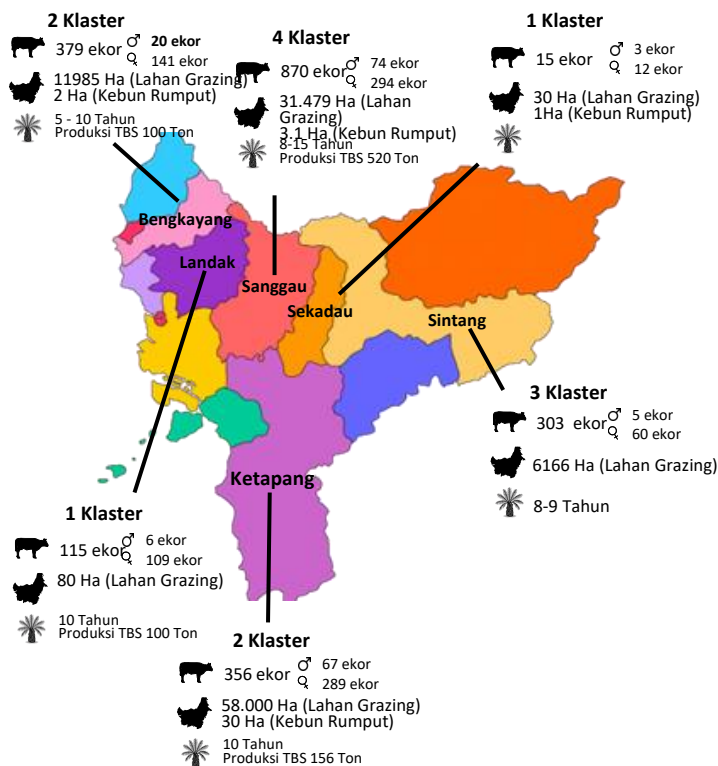 2 Klaster
379 ekor
♂ 20 ekor
♀ 141 ekor
11985 Ha (Lahan Grazing)
2 Ha (Kebun Rumput)
5 - 10 Tahun
Produksi TBS 100 Ton
4 Klaster
870 ekor
♂ 74 ekor
♀ 294 ekor
31.479 Ha (Lahan
Grazing)
3.1 Ha (Kebun Rumput)
8-15 Tahun
Produksi TBS 520 Ton
1 Klaster
15 ekor
♂ 3 ekor
♀ 12 ekor
30 Ha (Lahan Grazing)
1Ha (Kebun Rumput)
Bengkayang
Landak
Sanggau
Sekadau
Sintang
Ketapang
3 Klaster
303 ekor
♂ 5 ekor
♀ 60 ekor
6166 Ha (Lahan Grazing)
8-9 Tahun
1 Klaster
115 ekor
♂ 6 ekor
♀ 109 ekor
80 Ha (Lahan Grazing)
10 Tahun
Produksi TBS 100 Ton
2 Klaster
356 ekor
♂ 67 ekor
♀ 289 ekor
58.000 Ha (Lahan Grazing)
30 Ha (Kebun Rumput)
10 Tahun
Produksi TBS 156 Ton